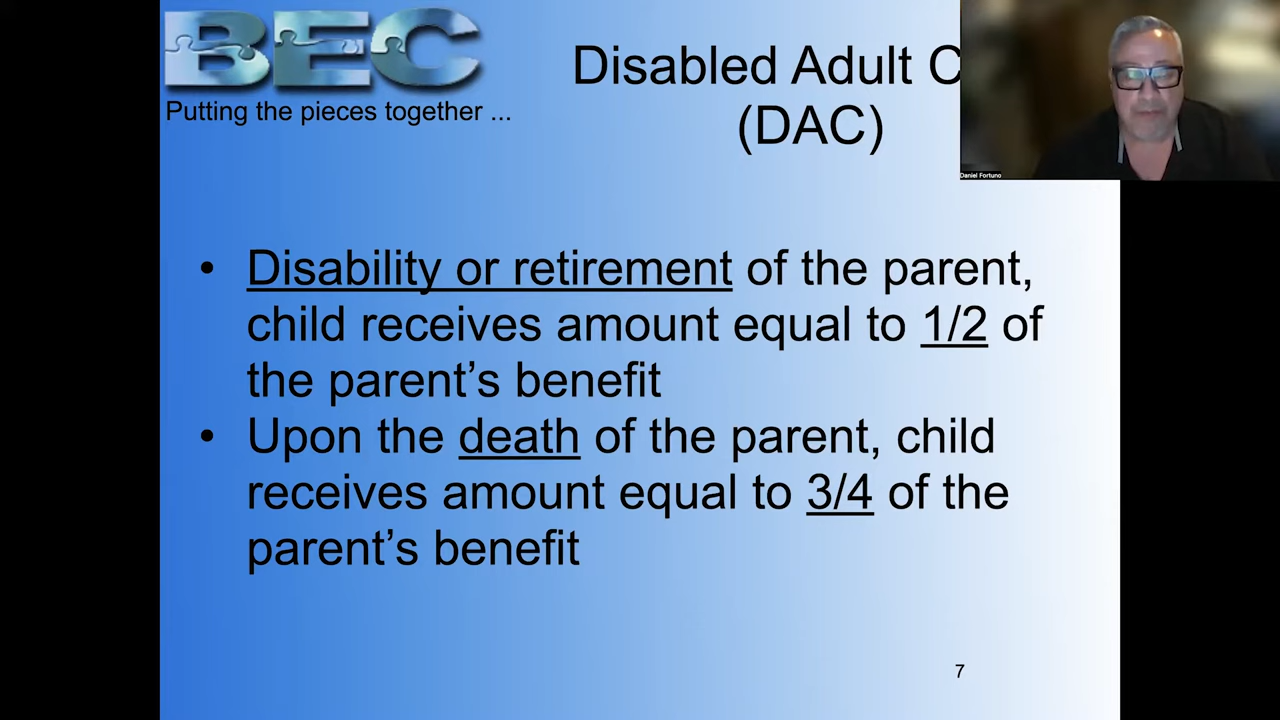 BEC
Putting the pieces together ...
Disabled Adult C
(DAC)
Daniel Fortuno
• Disability or retirement of the parent,
child receives amount equal to 1/2 of
the parent’s benefit
• Upon the death of the parent, child
receives amount equal to 3/4 of the
parent’s benefit
7